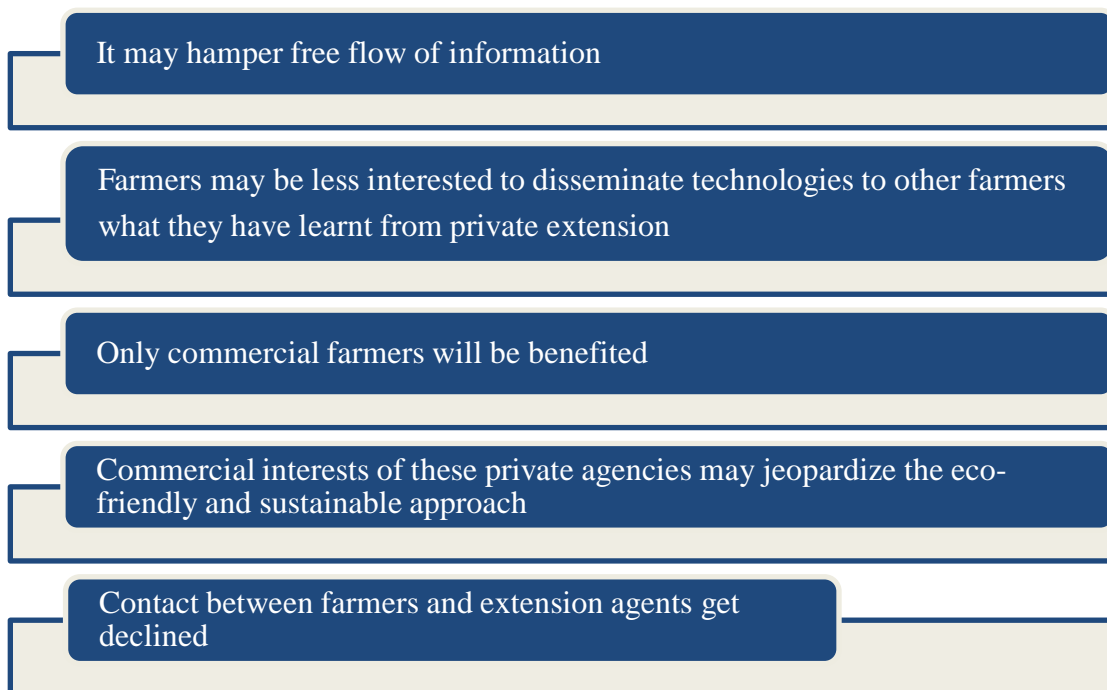 It may hamper free flow of information
Farmers may be less interested to disseminate technologies to other farmers
what they have learnt from private extension
Only commercial farmers will be benefited
Commercial interests of these private agencies may jeopardize the eco-
friendly and sustainable approach
Contact between farmers and extension agents get
declined